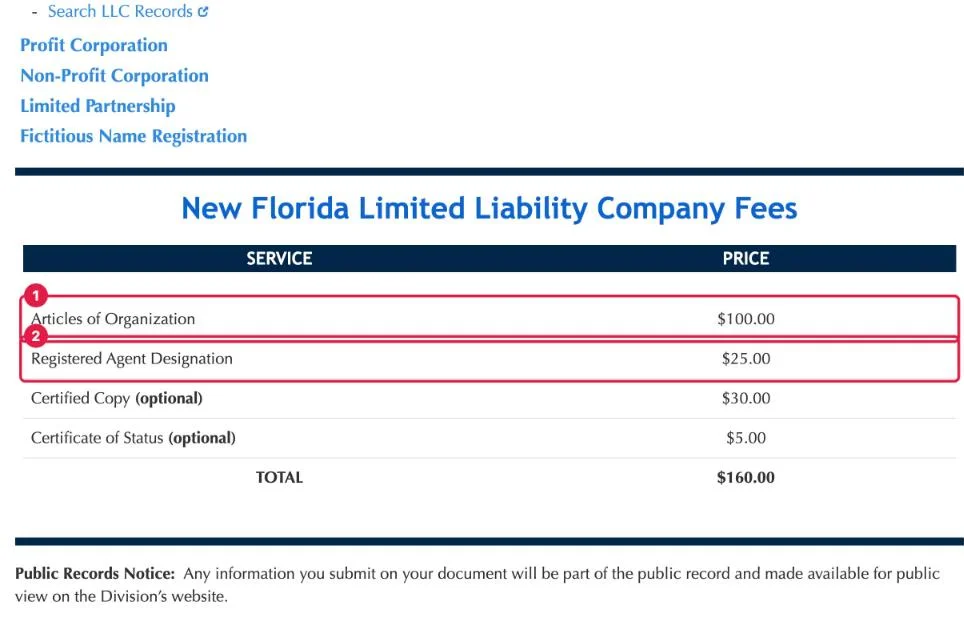 - Search LLC Records
Profit Corporation
Non-Profit Corporation
Limited Partnership
Fictitious Name Registration
New Florida Limited Liability Company Fees
SERVICE PRICE
1
Articles of Organization $100.00
2
Registered Agent Designation $25.00
Certified Copy (optional) $30.00
Certificate of Status (optional) $5.00
TOTAL $160.00
Public Records Notice: Any information you submit on your document will be part of the public record and made available for public
view on the Division’s website.